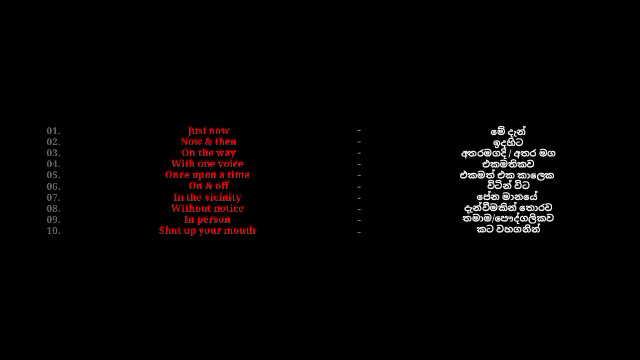 01. Just now - මේ දැන්
02. Now & then - ඉඳහිට
03. On the way - අතරමගදී / අතර මග
04. With one voice - එකමතිකව
05. Once upon a time - එකමත් එක කාලෙක
06. On & off - විටින් විට
07. In the vicinity - පේන මානයේ
08. Without notice - දැන්වීමකින් තොරව
09. In person - තමාම/පෞද්ගලිකව
10. Shut up your mouth - කට වහගනින්